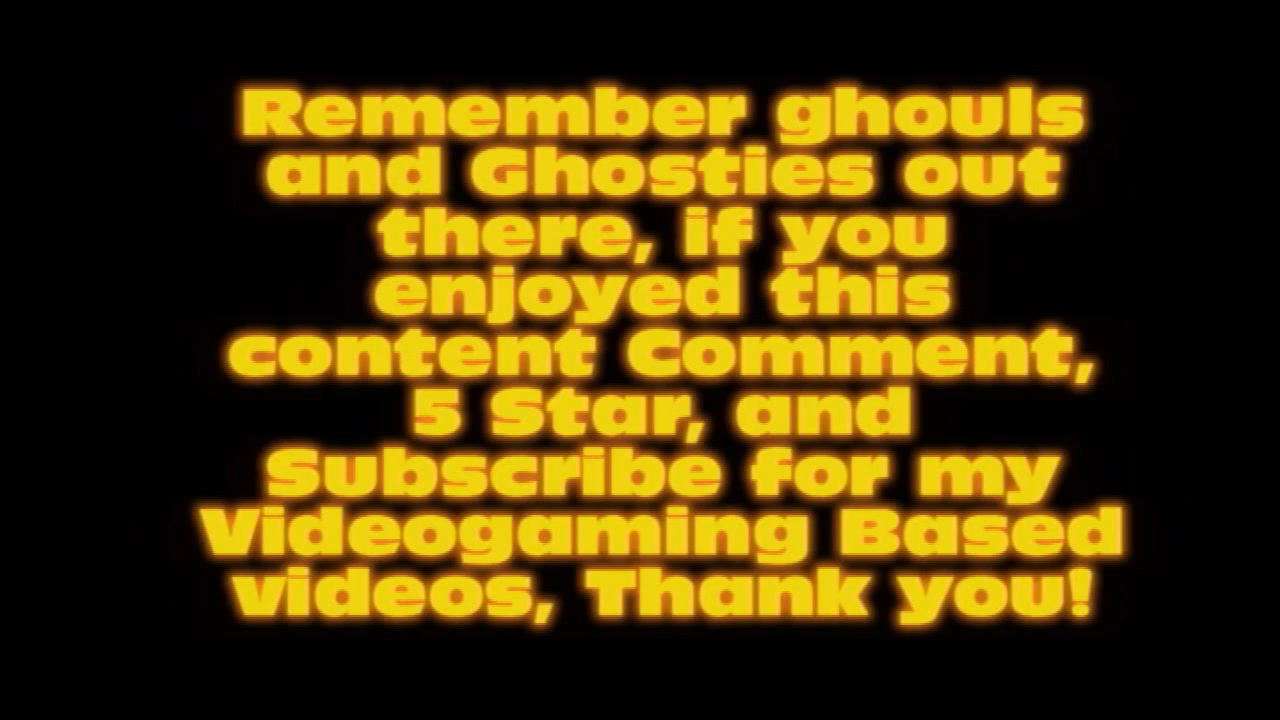 Remember ghouls
and Ghosties out
there, if you
enjoyed this
content Comment,
5 Star, and
Subscribe for my
Videogaming Based
videos, Thank you!